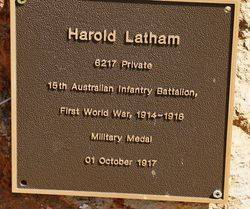 Harold Latham
6217 Private
15th Australian Infantry Battalion,
First World War, 1914-1918
Military Medal
01 October 1917